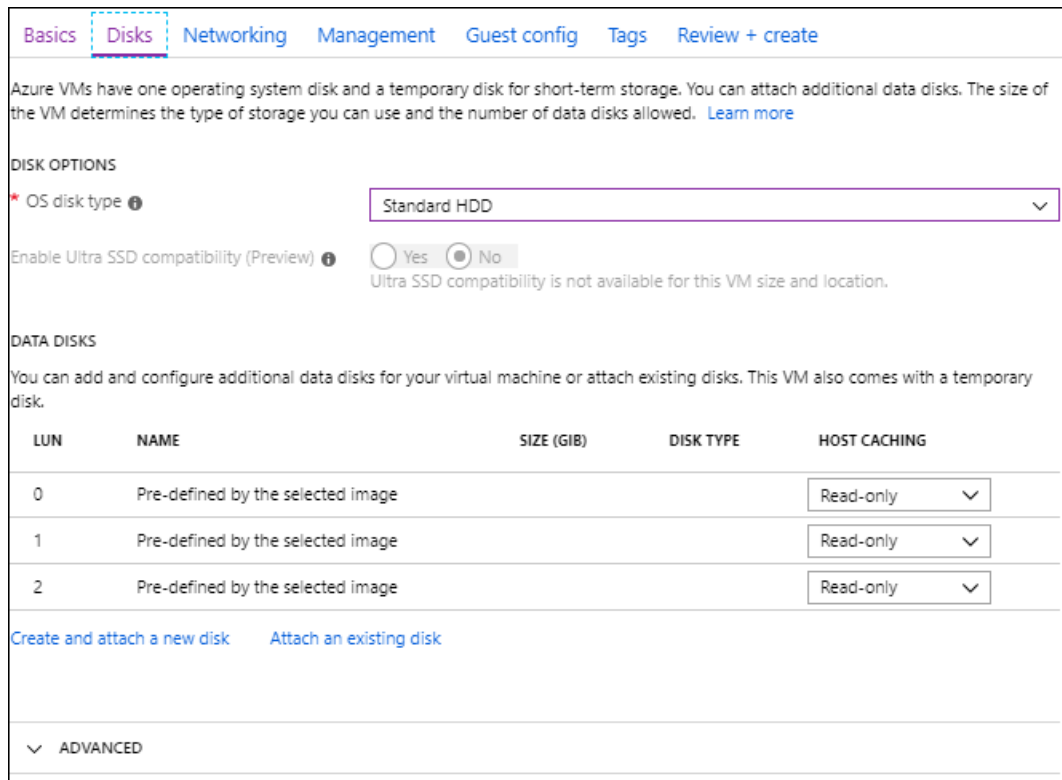 Basics Disks Networking Management Guest config Tags Review + create
Azure VMs have one operating system disk and a temporary disk for short-term storage. You can attach additional data disks. The size of
the VM determines the type of storage you can use and the number of data disks allowed. Learn more
DISK OPTIONS
* OS disk type Standard HDD
Enable Ultra SSD compatibility (Preview) Yes No
Ultra SSD compatibility is not available for this VM size and location.
DATA DISKS
You can add and configure additional data disks for your virtual machine or attach existing disks. This VM also comes with a temporary
disk.
LUN NAME SIZE (GIB) DISK TYPE HOST CACHING
0 Pre-defined by the selected image Read-only
1 Pre-defined by the selected image Read-only
2 Pre-defined by the selected image Read-only
Create and attach a new disk Attach an existing disk
ADVANCED